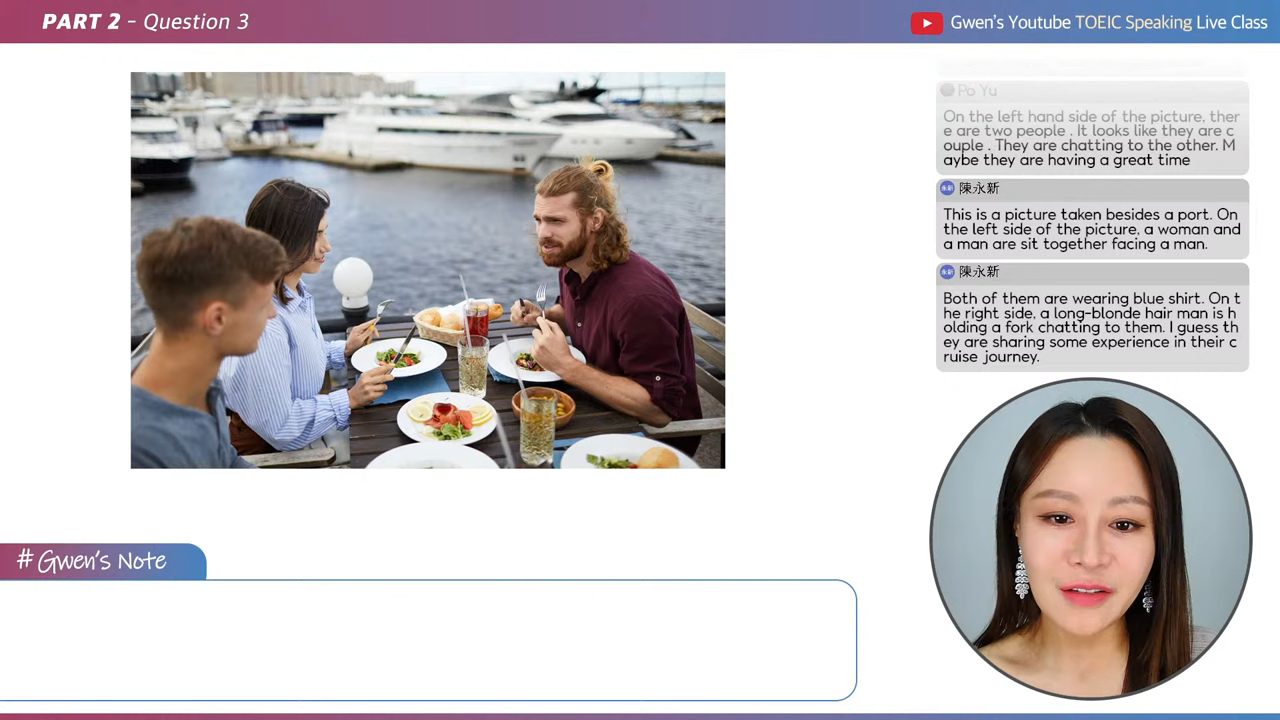 PART 2 - Question 3
Gwen's Youtube TOEIC Speaking Live Class
Po Yu
On the left hand side of the picture, ther
e are two people . It looks like they are c
ouple . They are chatting to the other. M
aybe they are having a great time
永新 陳永新
This is a picture taken besides a port. On
the left side of the picture, a woman and
a man are sit together facing a man.
永新 陳永新
Both of them are wearing blue shirt. On t
he right side, a long-blonde hair man is h
olding a fork chatting to them. I guess th
ey are sharing some experience in their c
ruise journey.
# Gwen's Note